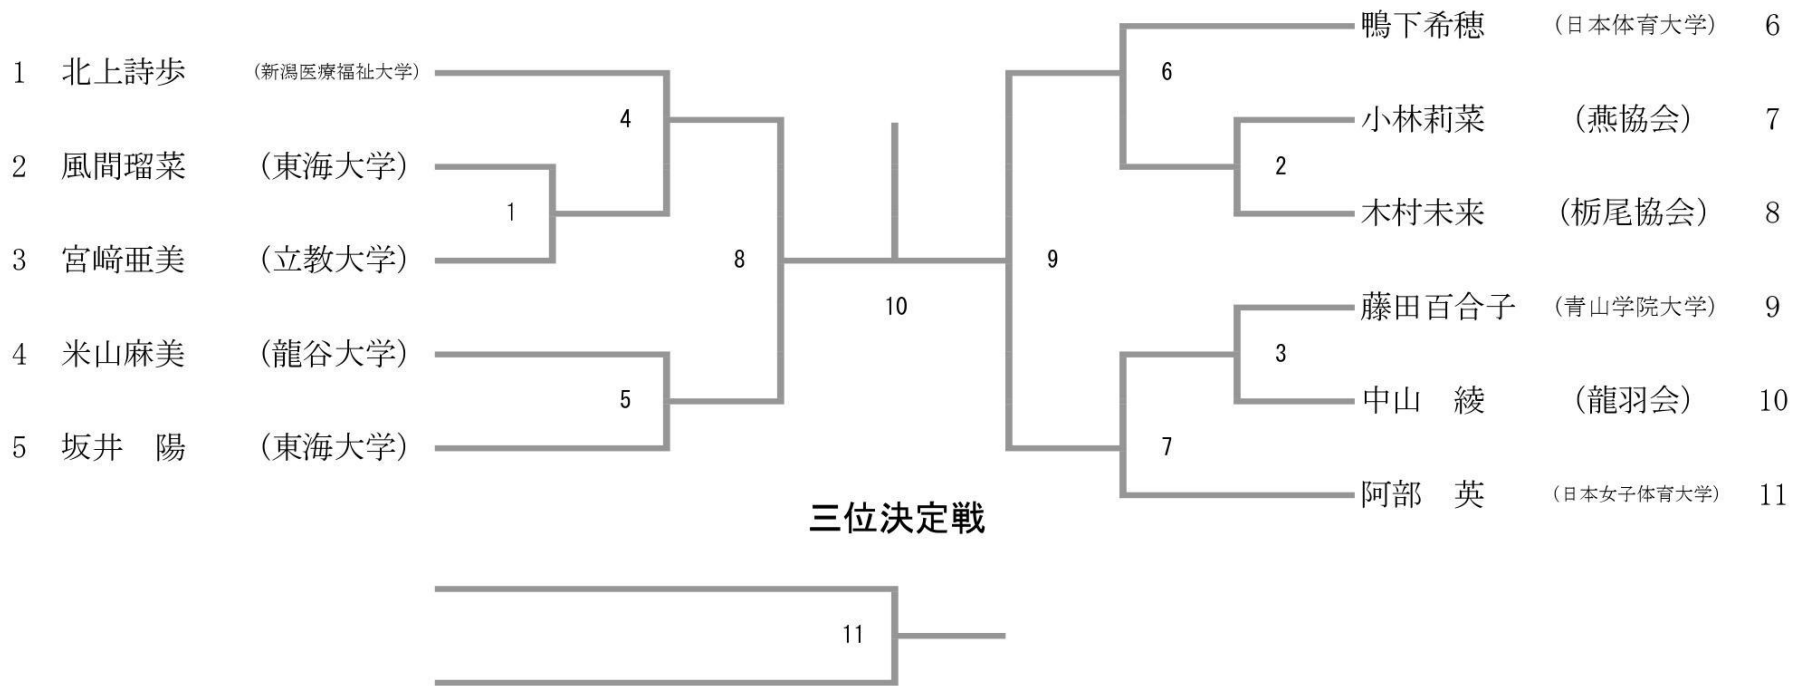 1 北上詩歩 (新潟医療福祉大学)
2 風間瑠菜 (東海大学)
3 宮﨑亜美 (立教大学)
4 米山麻美 (龍谷大学)
5 坂井 陽 (東海大学)
4
1
8
5
10
6
2
9
3
7
鴨下希穂 (日本体育大学) 6
小林莉菜 (燕協会) 7
木村未来 (栃尾協会) 8
藤田百合子 (青山学院大学) 9
中山 綾 (龍羽会) 10
阿部 英 (日本女子体育大学) 11
三位決定戦
11